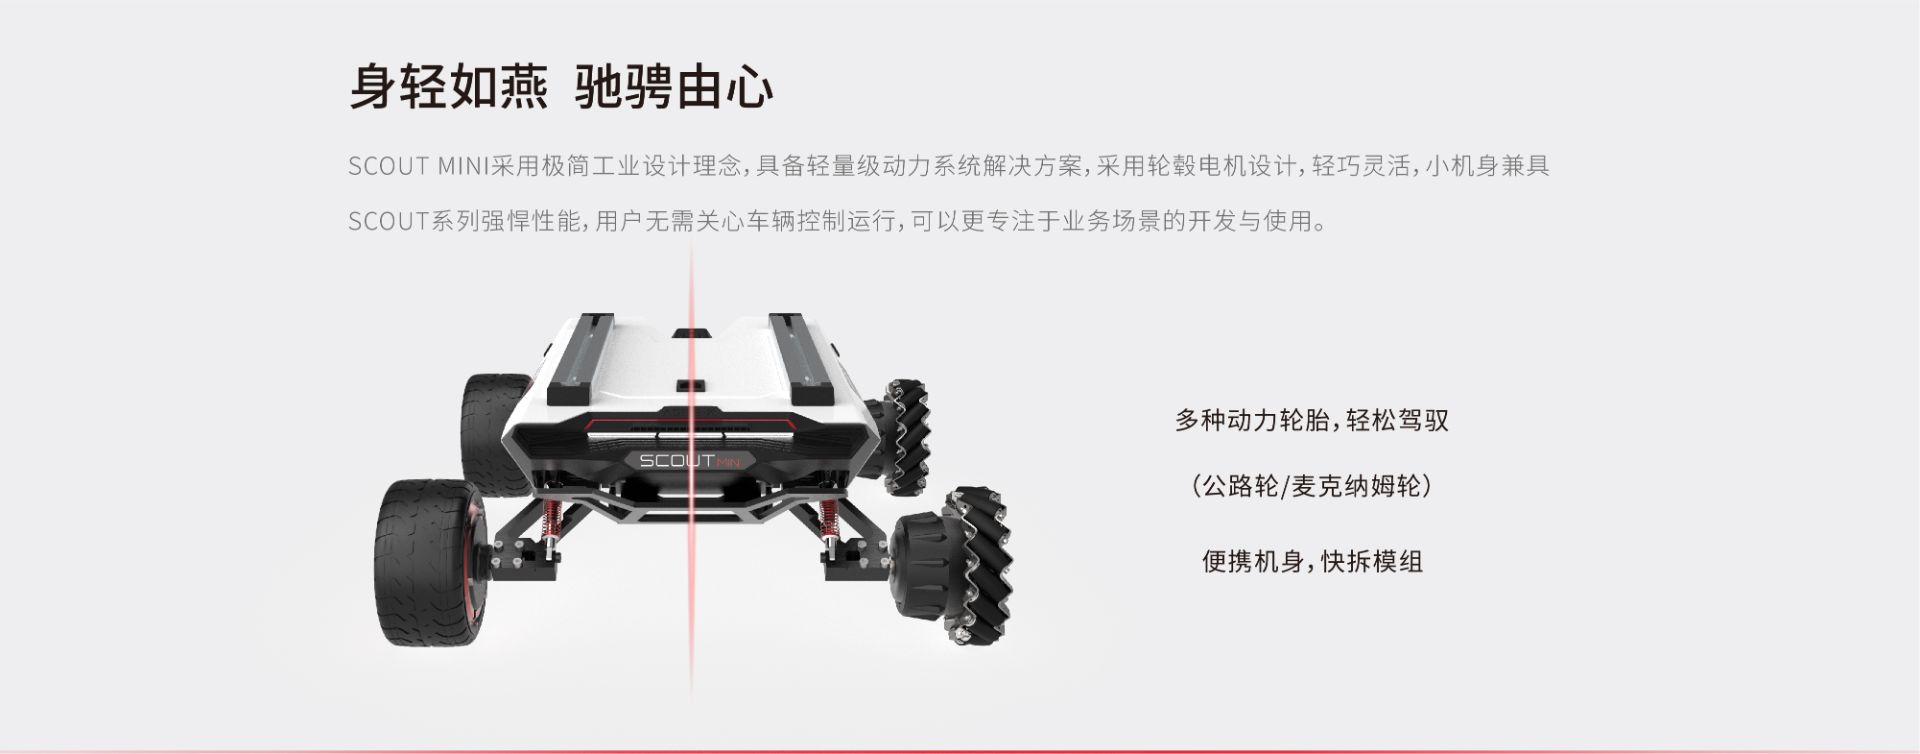 身轻如燕 驰骋由心
SCOUT MINI采用极简工业设计理念，具备轻量级动力系统解决方案，采用轮毂电机设计，轻巧灵活，小机身兼具
SCOUT系列强悍性能，用户无需关心车辆控制运行，可以更专注于业务场景的开发与使用。
SCOUT MINI
多种动力轮胎，轻松驾驭
（公路轮/麦克纳姆轮）
便携机身，快拆模组